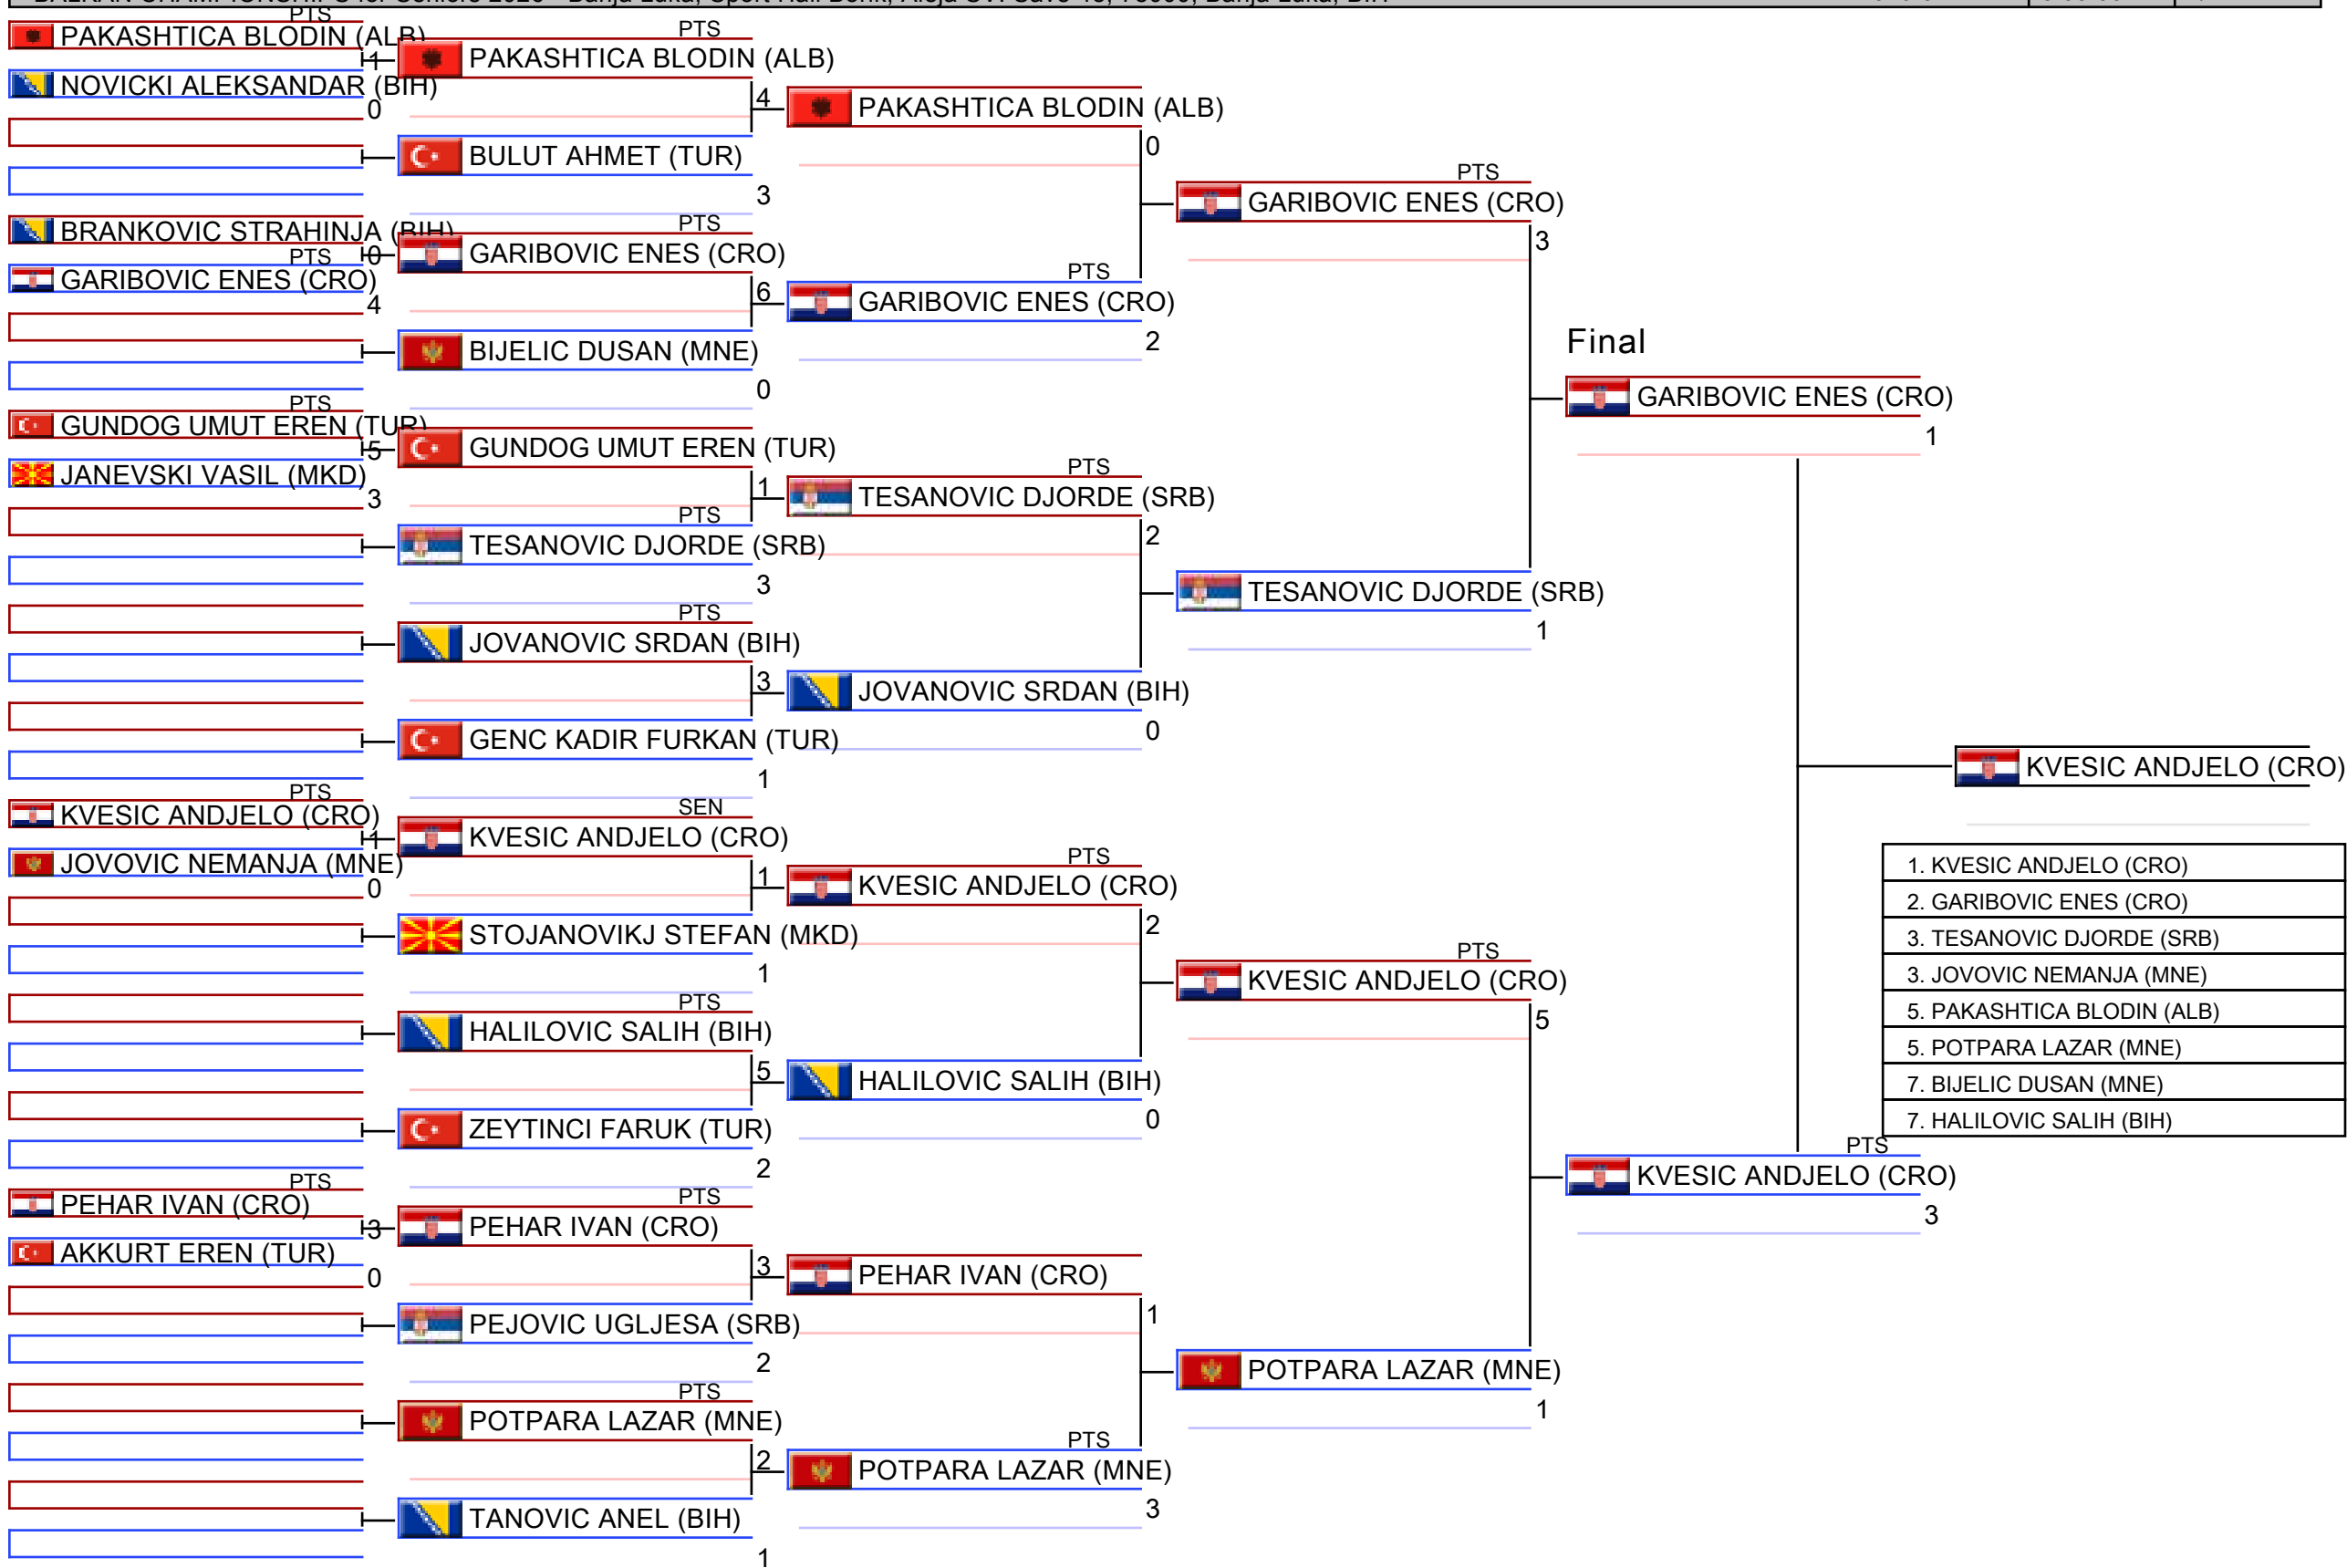 PTS
PAKASHTICA BLODIN (ALB)
1
NOVICKI ALEKSANDAR (BIH)
0
BRANKOVIC STRAHINJA (BIH)
0
PTS
GARIBOVIC ENES (CRO)
4
PTS
GUNDOG UMUT EREN (TUR)
5
JANEVSKI VASIL (MKD)
3
PTS
KVESIC ANDJELO (CRO)
1
JOVOVIC NEMANJA (MNE)
0
PTS
PEHAR IVAN (CRO)
3
AKKURT EREN (TUR)
0
PTS
PAKASHTICA BLODIN (ALB)
4
BULUT AHMET (TUR)
3
PTS
GARIBOVIC ENES (CRO)
6
BIJELIC DUSAN (MNE)
0
GUNDOG UMUT EREN (TUR)
1
PTS
TESANOVIC DJORDE (SRB)
3
PTS
JOVANOVIC SRDAN (BIH)
3
GENC KADIR FURKAN (TUR)
1
SEN
KVESIC ANDJELO (CRO)
1
STOJANOVIKJ STEFAN (MKD)
1
PTS
HALILOVIC SALIH (BIH)
5
ZEYTINCI FARUK (TUR)
2
PTS
PEHAR IVAN (CRO)
3
PEJOVIC UGLJESA (SRB)
2
PTS
POTPARA LAZAR (MNE)
2
TANOVIC ANEL (BIH)
1
PAKASHTICA BLODIN (ALB)
0
PTS
GARIBOVIC ENES (CRO)
2
PTS
TESANOVIC DJORDE (SRB)
2
JOVANOVIC SRDAN (BIH)
0
PTS
KVESIC ANDJELO (CRO)
2
HALILOVIC SALIH (BIH)
0
PEHAR IVAN (CRO)
1
PTS
POTPARA LAZAR (MNE)
3
PTS
GARIBOVIC ENES (CRO)
3
TESANOVIC DJORDE (SRB)
1
PTS
KVESIC ANDJELO (CRO)
5
POTPARA LAZAR (MNE)
1
Final
GARIBOVIC ENES (CRO)
1
PTS
KVESIC ANDJELO (CRO)
3
KVESIC ANDJELO (CRO)
1. KVESIC ANDJELO (CRO)
2. GARIBOVIC ENES (CRO)
3. TESANOVIC DJORDE (SRB)
3. JOVOVIC NEMANJA (MNE)
5. PAKASHTICA BLODIN (ALB)
5. POTPARA LAZAR (MNE)
7. BIJELIC DUSAN (MNE)
7. HALILOVIC SALIH (BIH)